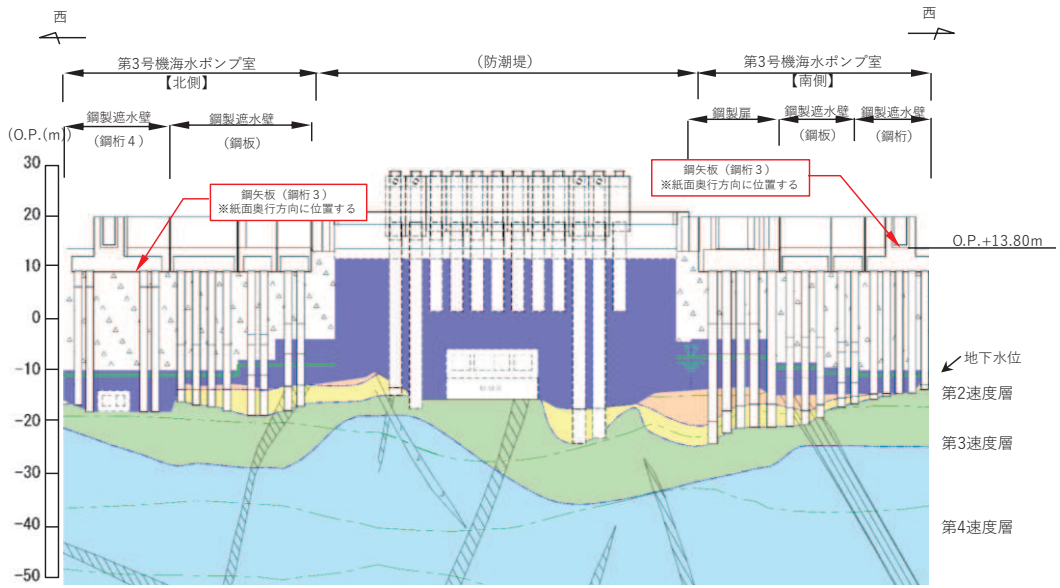 西
西
第3号機海水ポンプ室
【北側】
(防潮堤)
第3号機海水ポンプ室
【南側】
鋼製遮水壁
(鋼桁4)
鋼製遮水壁
(鋼板)
鋼製扉
鋼製遮水壁
(鋼板)
鋼製遮水壁
(鋼桁)
(O.P.(m))
鋼矢板(鋼桁3)
※紙面奥行方向に位置する
鋼矢板(鋼桁3)
※紙面奥行方向に位置する
30
20
10
0
-10
-20
-30
-40
-50
O.P.+13.80m
地下水位
第2速度層
第3速度層
第4速度層